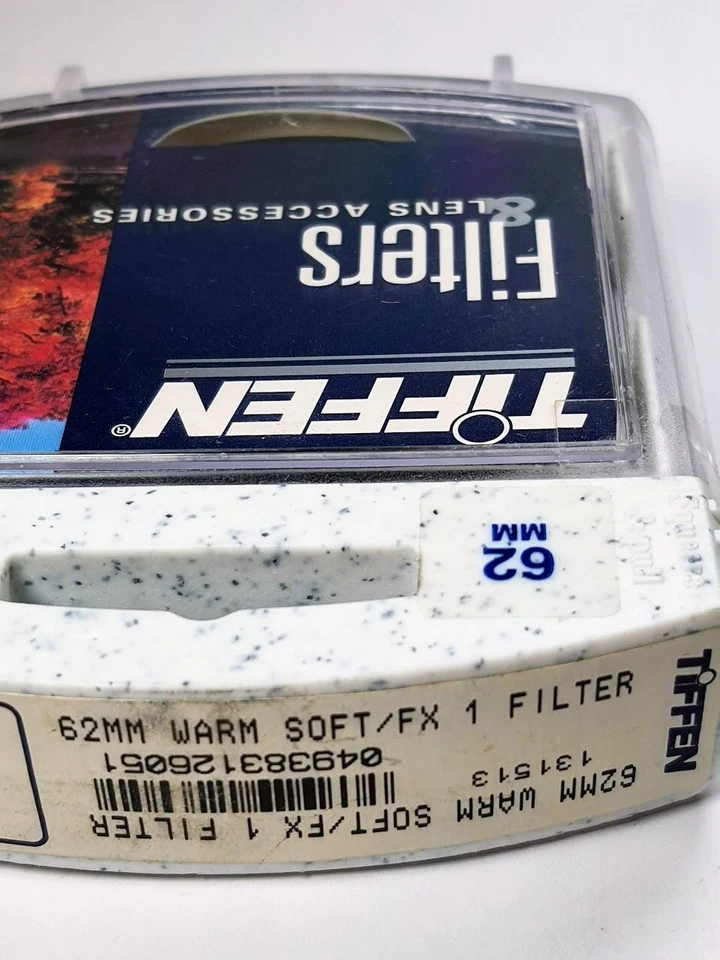 TIFFEN®
Filters
& LENS ACCESSORIES
62
MM
62MM WARM SOFT/FX 1 FILTER
TIFFEN
62MM WARM SOFT/FX 1 FILTER
131513
049383126051